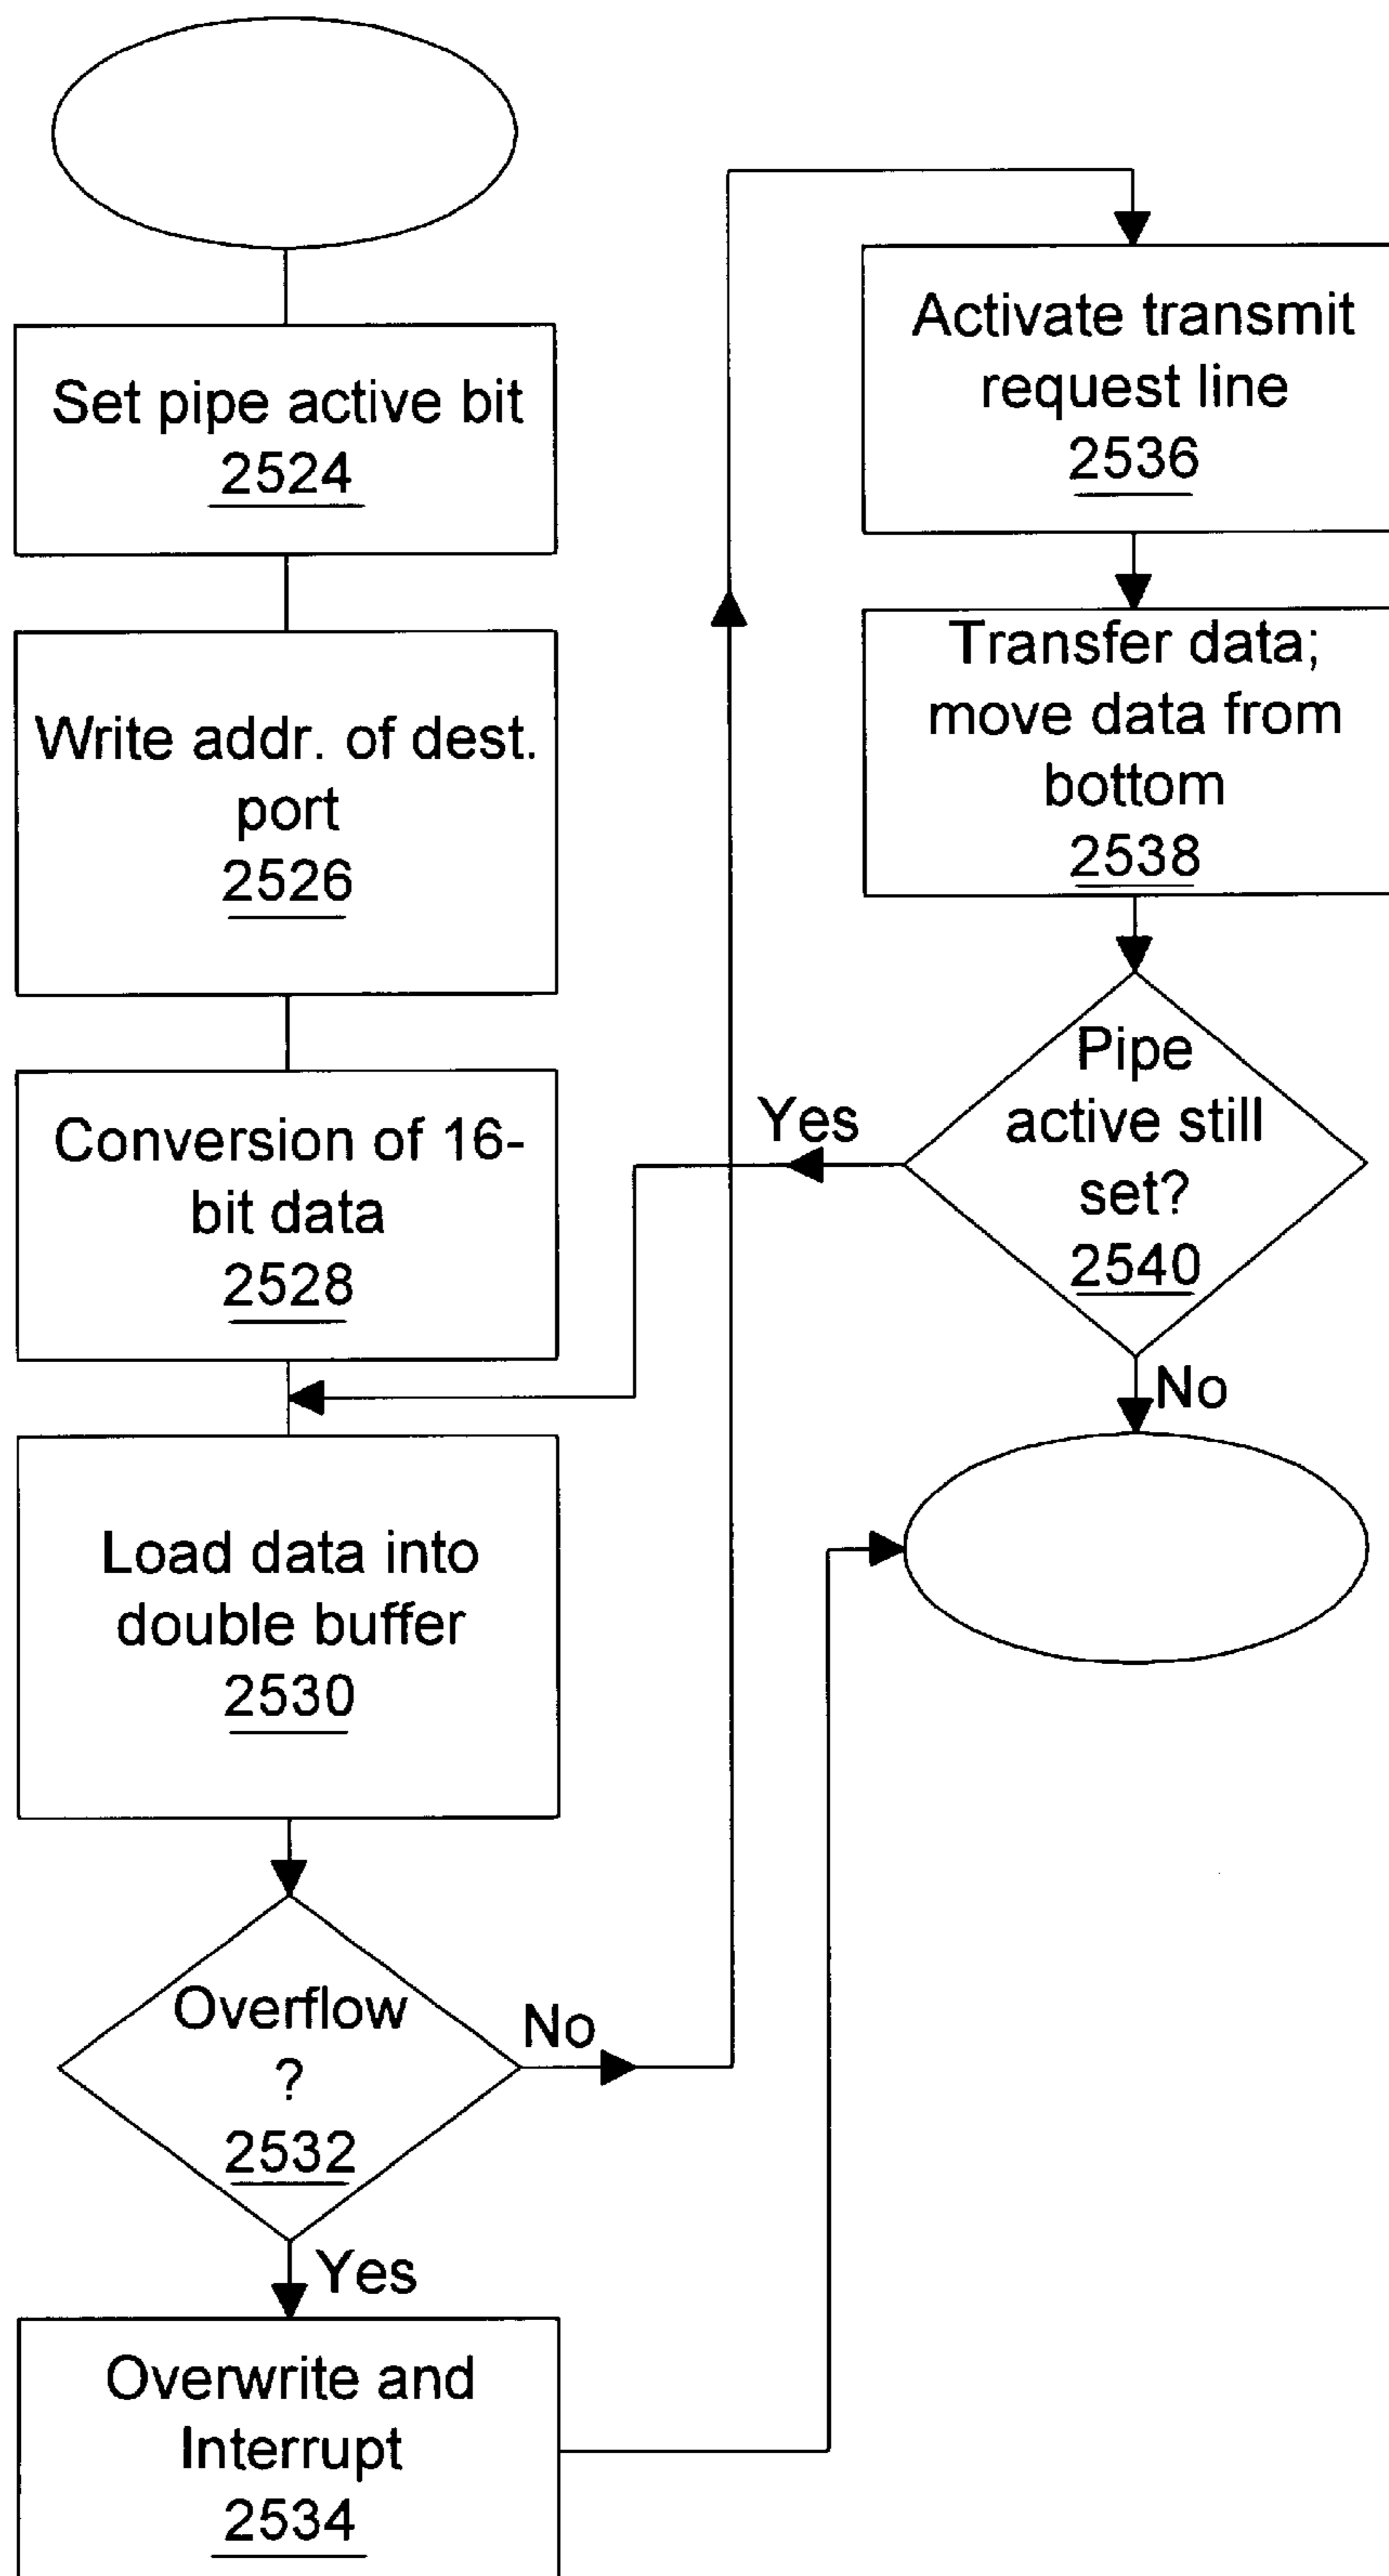 Set pipe active bit
2524
Write addr. of dest.
port
2526
Conversion of 16-
bit data
2528
Load data into
double buffer
2530
Overflow
?
2532
No
Yes
Overwrite and
Interrupt
2534
Activate transmit
request line
2536
Transfer data;
move data from
bottom
2538
Pipe
active still
set?
2540
Yes
No